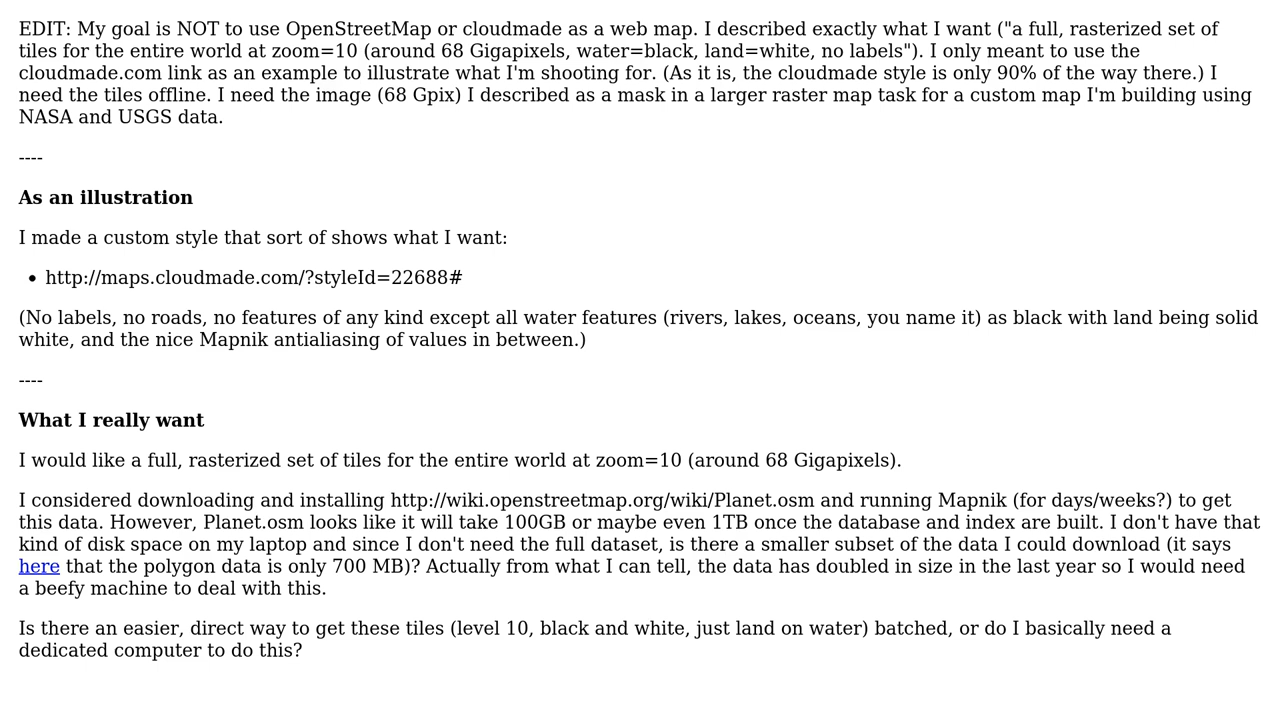 EDIT: My goal is NOT to use OpenStreetMap or cloudmade as a web map. I described exactly what I want ("a full, rasterized set of
tiles for the entire world at zoom=10 (around 68 Gigapixels, water=black, land=white, no labels"). I only meant to use the
cloudmade.com link as an example to illustrate what I'm shooting for. (As it is, the cloudmade style is only 90% of the way there.) I
need the tiles offline. I need the image (68 Gpix) I described as a mask in a larger raster map task for a custom map I'm building using
NASA and USGS data.
----
As an illustration
I made a custom style that sort of shows what I want:
• http://maps.cloudmade.com/?styleId=22688#
(No labels, no roads, no features of any kind except all water features (rivers, lakes, oceans, you name it) as black with land being solid
white, and the nice Mapnik antialiasing of values in between.)
----
What I really want
I would like a full, rasterized set of tiles for the entire world at zoom=10 (around 68 Gigapixels).
I considered downloading and installing http://wiki.openstreetmap.org/wiki/Planet.osm and running Mapnik (for days/weeks?) to get
this data. However, Planet.osm looks like it will take 100GB or maybe even 1TB once the database and index are built. I don't have that
kind of disk space on my laptop and since I don't need the full dataset, is there a smaller subset of the data I could download (it says
here that the polygon data is only 700 MB)? Actually from what I can tell, the data has doubled in size in the last year so I would need
a beefy machine to deal with this.
Is there an easier, direct way to get these tiles (level 10, black and white, just land on water) batched, or do I basically need a
dedicated computer to do this?